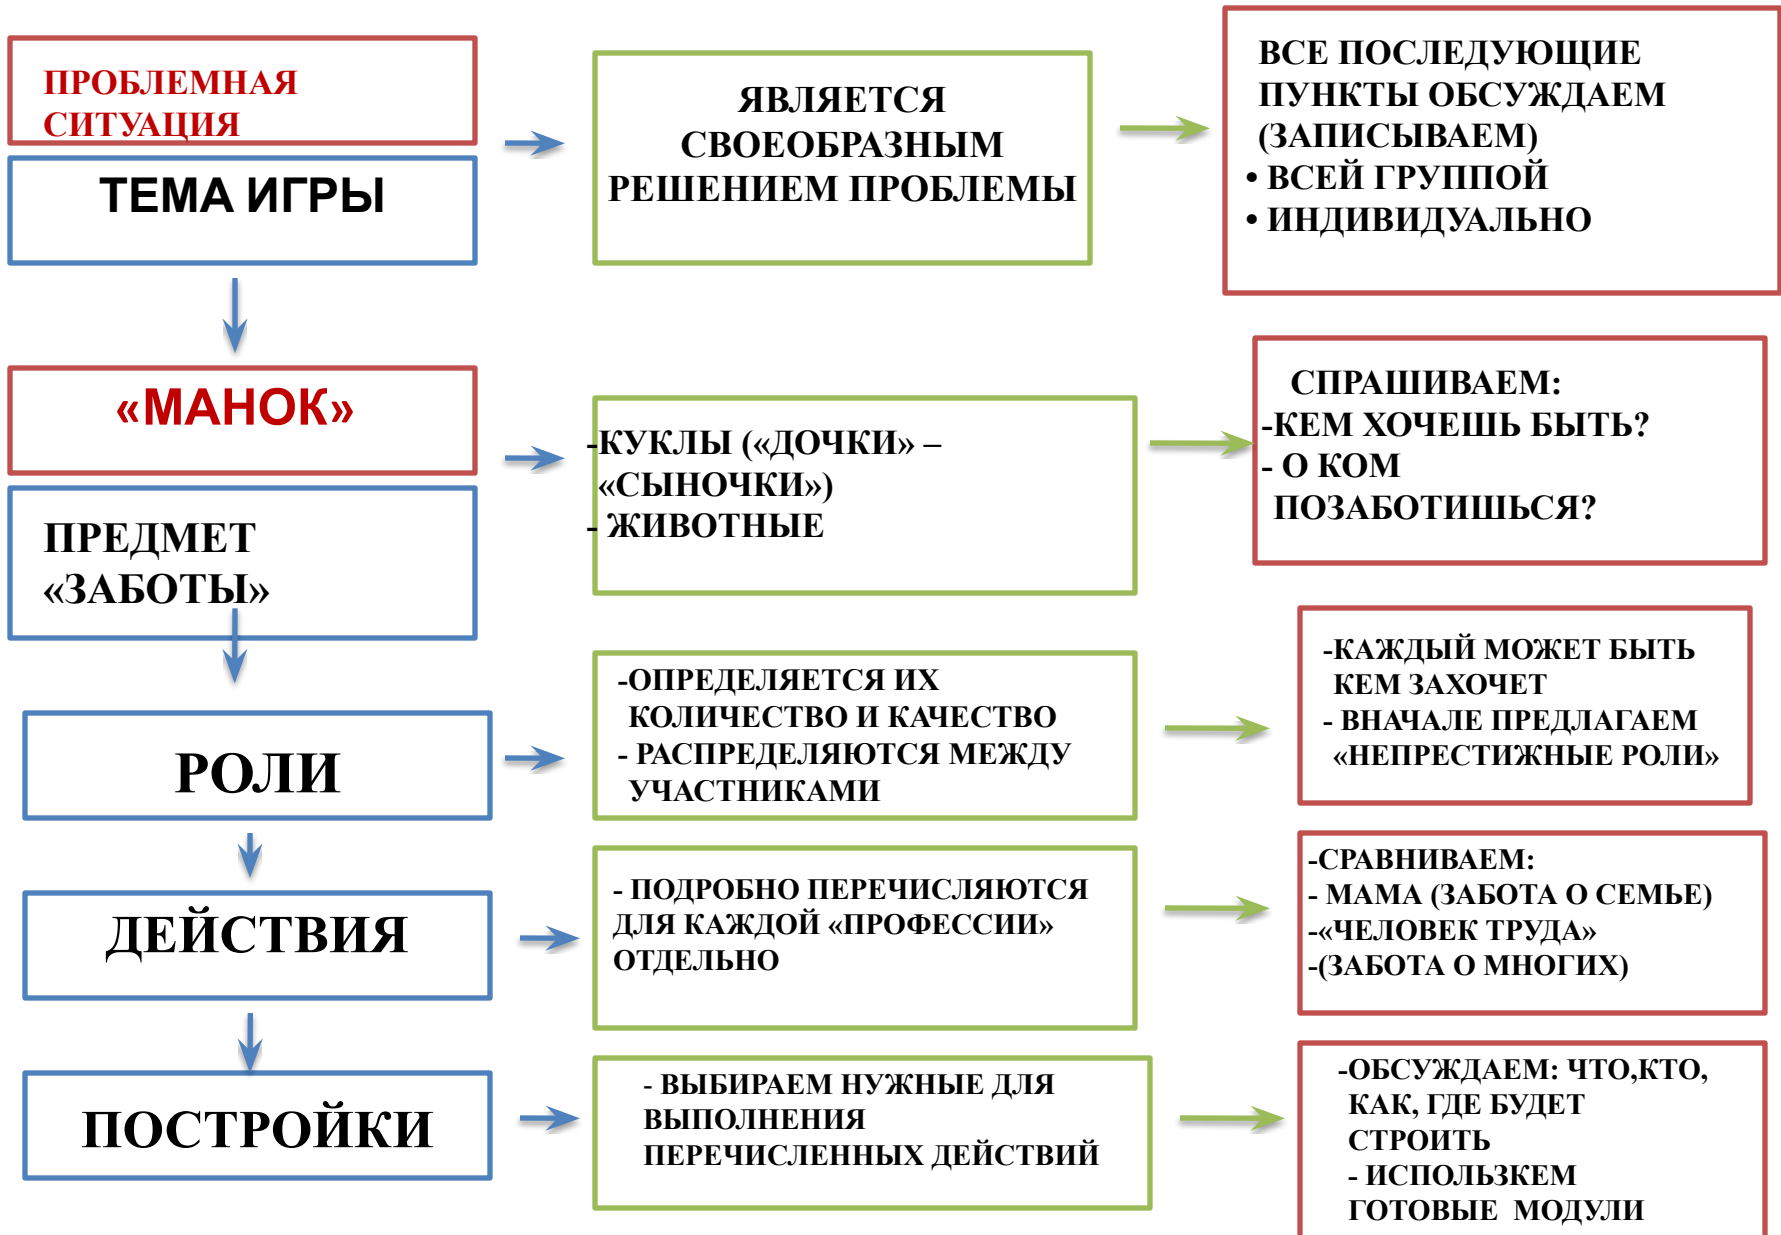 ПРОБЛЕМНАЯ
СИТУАЦИЯ
ТЕМА ИГРЫ
ЯВЛЯЕТСЯ
СВОЕОБРАЗНЫМ
РЕШЕНИЕМ ПРОБЛЕМЫ
ВСЕ ПОСЛЕДУЮЩИЕ
ПУНКТЫ ОБСУЖДАЕМ
(ЗАПИСЫВАЕМ)
• ВСЕЙ ГРУППОЙ
• ИНДИВИДУАЛЬНО
«МАНОК»
ПРЕДМЕТ
«ЗАБОТЫ»
-КУКЛЫ («ДОЧКИ» –
«СЫНОЧКИ»)
- ЖИВОТНЫЕ
СПРАШИВАЕМ:
-КЕМ ХОЧЕШЬ БЫТЬ?
- О КОМ
ПОЗАБОТИШЬСЯ?
РОЛИ
-ОПРЕДЕЛЯЕТСЯ ИХ
КОЛИЧЕСТВО И КАЧЕСТВО
- РАСПРЕДЕЛЯЮТСЯ МЕЖДУ
УЧАСТНИКАМИ
-КАЖДЫЙ МОЖЕТ БЫТЬ
КЕМ ЗАХОЧЕТ
- ВНАЧАЛЕ ПРЕДЛАГАЕМ
«НЕПРЕСТИЖНЫЕ РОЛИ»
ДЕЙСТВИЯ
- ПОДРОБНО ПЕРЕЧИСЛЯЮТСЯ
ДЛЯ КАЖДОЙ «ПРОФЕССИИ»
ОТДЕЛЬНО
-СРАВНИВАЕМ:
- МАМА (ЗАБОТА О СЕМЬЕ)
-«ЧЕЛОВЕК ТРУДА»
-(ЗАБОТА О МНОГИХ)
ПОСТРОЙКИ
- ВЫБИРАЕМ НУЖНЫЕ ДЛЯ
ВЫПОЛНЕНИЯ
ПЕРЕЧИСЛЕННЫХ ДЕЙСТВИЙ
-ОБСУЖДАЕМ: ЧТО,КТО,
КАК, ГДЕ БУДЕТ
СТРОИТЬ
- ИСПОЛЬЗКЕМ
ГОТОВЫЕ МОДУЛИ